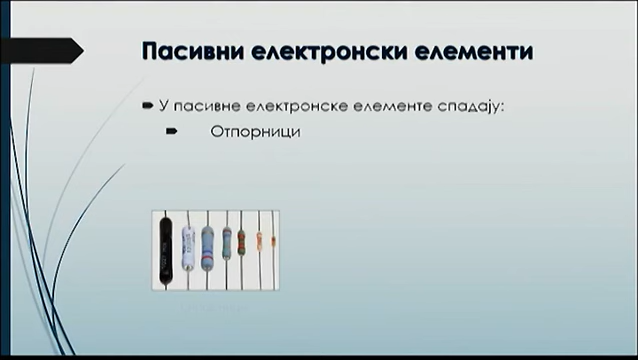 Пасивни електронски елементи
У пасивне електронске елементе спадају:
Отпорници